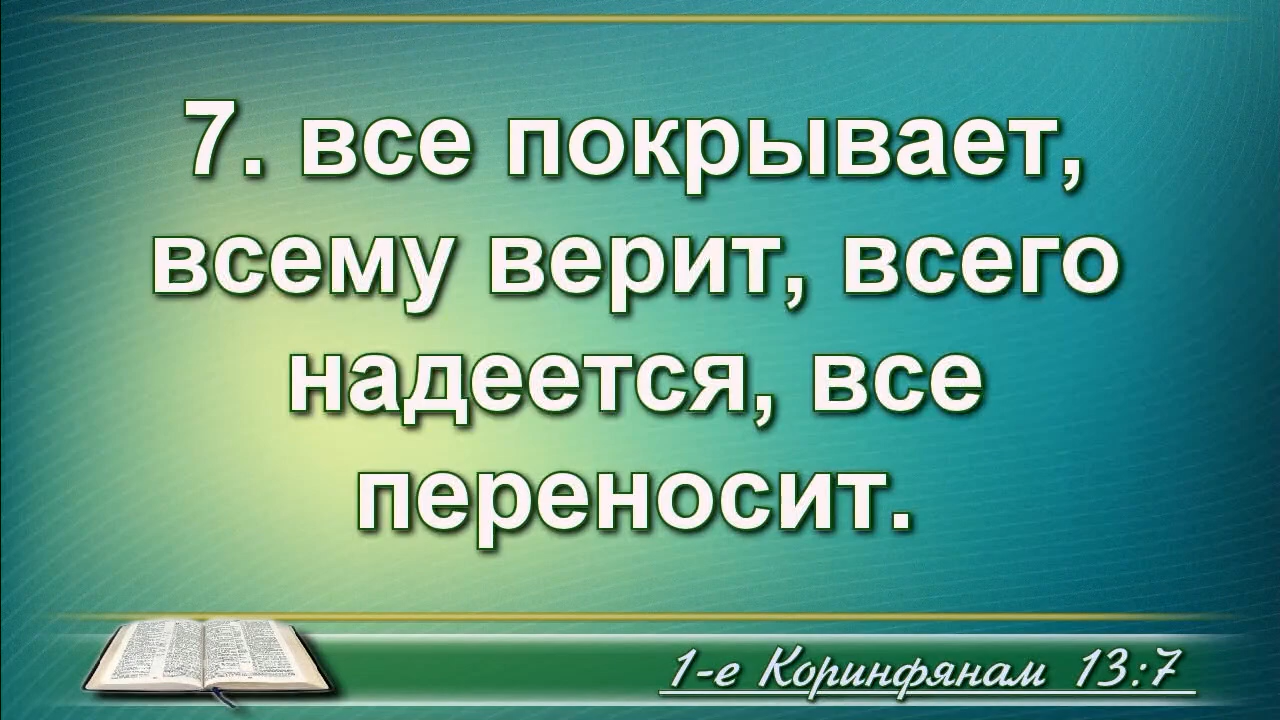 7. все покрывает,
всему верит, всего
надеется, все
переносит.
1-е Коринфянам 13:7